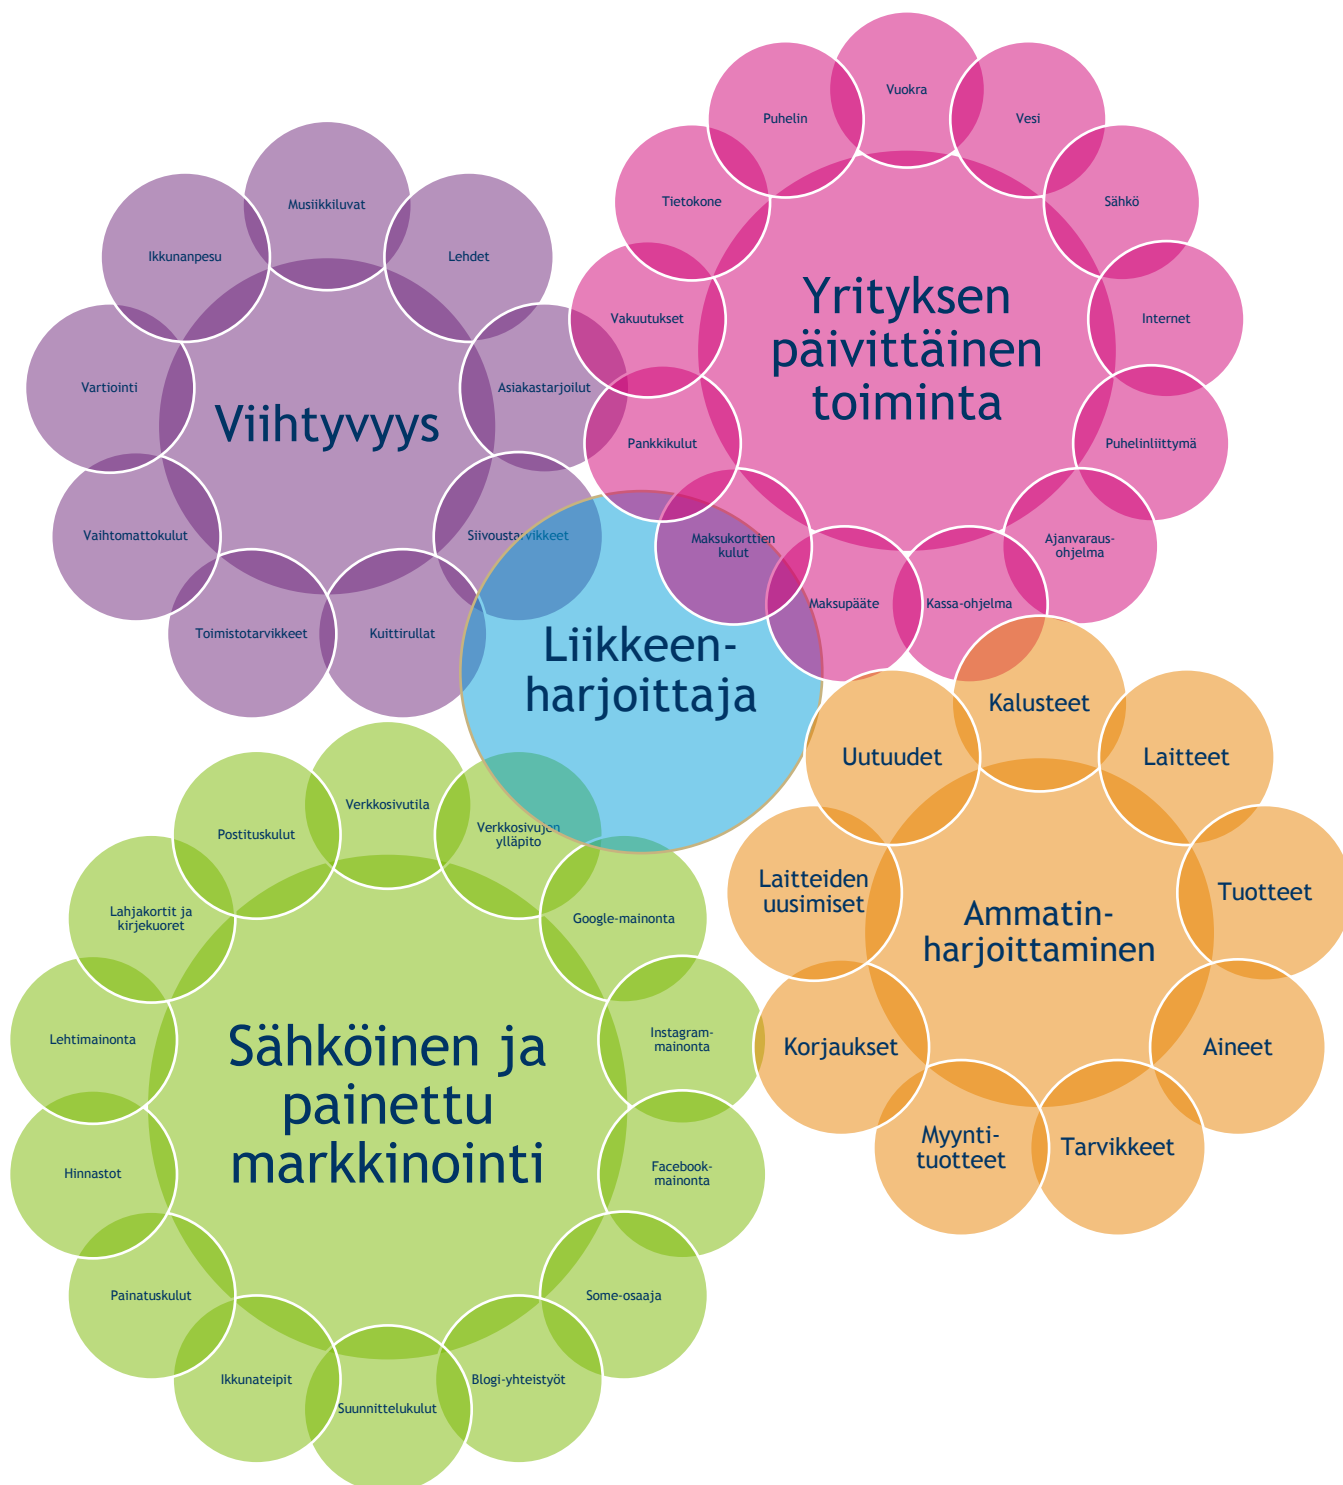 Viihtyvyys
Musiikkiluvat
Lehdet
Asiakastarjoilut
Siivoustarvikkeet
Kuittirullat
Toimistotarvikkeet
Vaihtomattokulut
Vartiointi
Ikkunanpesu
Yrityksen
päivittäinen
toiminta
Vuokra
Vesi
Sähkö
Internet
Puhelinliittymä
Ajanvaraus-
ohjelma
Kassa-ohjelma
Maksupääte
Maksukorttien
kulut
Pankkikulut
Vakuutukset
Tietokone
Puhelin
Liikkeen-
harjoittaja
Sähköinen ja
painettu
markkinointi
Verkkosivutila
Verkkosivujen
ylläpito
Google-mainonta
Instagram-
mainonta
Facebook-
mainonta
Some-osaaja
Blogi-yhteistyöt
Suunnittelukulut
Ikkunateipit
Painatuskulut
Hinnastot
Lehtimainonta
Lahjakortit ja
kirjekuoret
Postituskulut
Ammatin-
harjoittaminen
Kalusteet
Laitteet
Tuotteet
Aineet
Tarvikkeet
Myynti-
tuotteet
Korjaukset
Laitteiden
uusimiset
Uutuudet